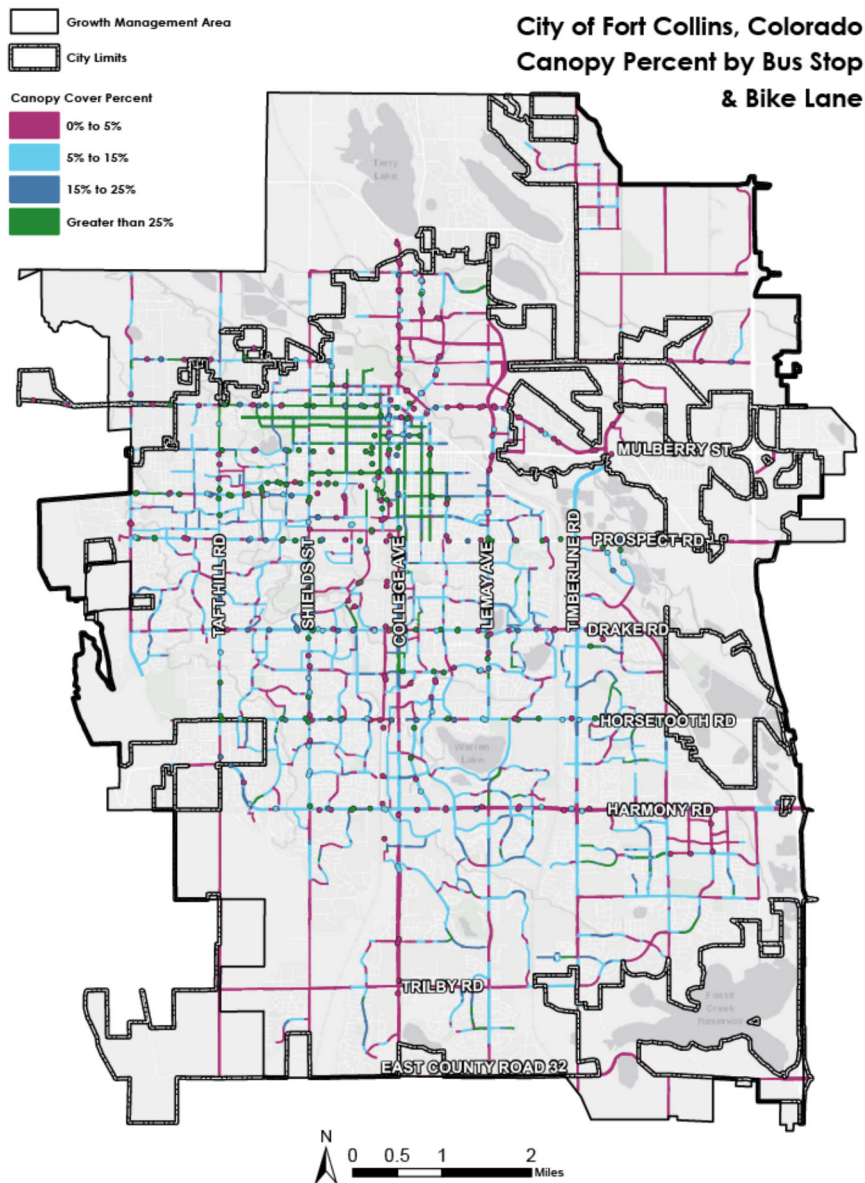 City of Fort Collins, Colorado
Canopy Percent by Bus Stop
& Bike Lane
Growth Management Area
City Limits
Canopy Cover Percent
0% to 5%
5% to 15%
15% to 25%
Greater than 25%
Terry
Lake
MULBERRY ST
PROSPECT RD
TAFT HILL RD
SHIELDS ST
COLLEGE AVE
LEMAY AVE
TIMBERLINE RD
DRAKE RD
HORSETOOTH RD
Warren
Lake
HARMONY RD
TRILBY RD
Fossil
Creek
Reservoir
EAST COUNTY ROAD 32
N
0 0.5 1 2
Miles